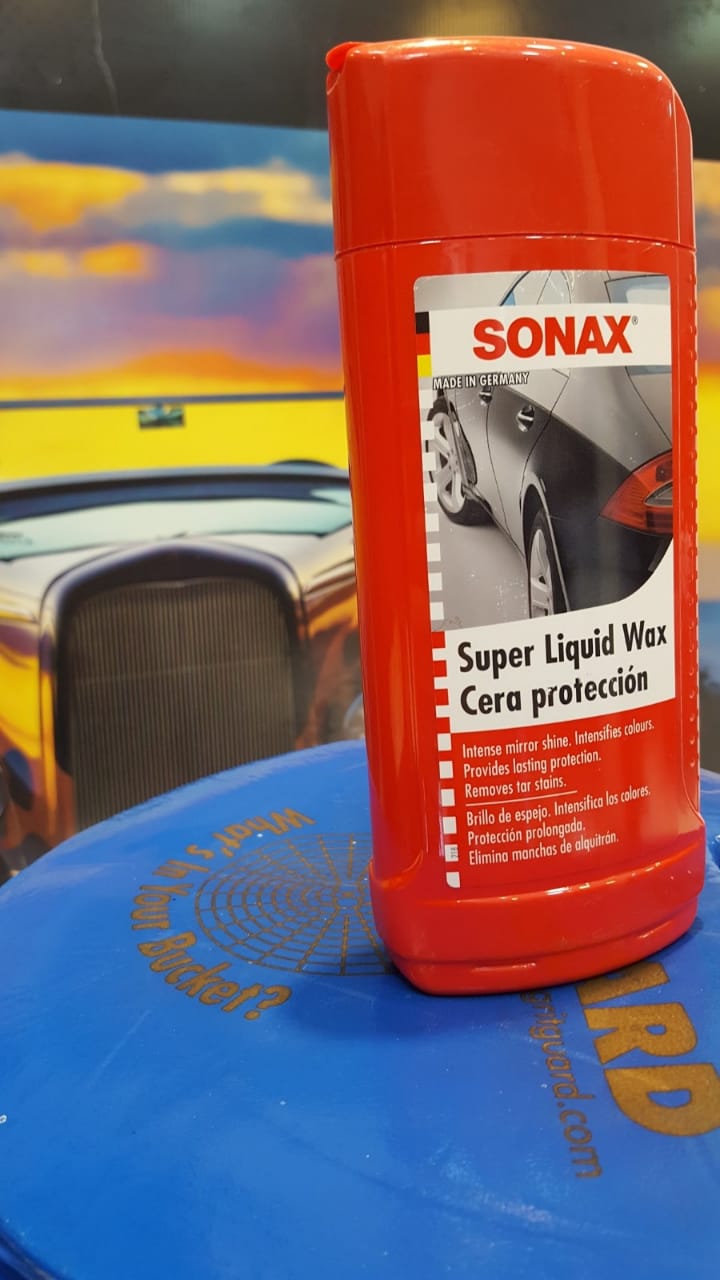 SONAX®
MADE IN GERMANY
Super Liquid Wax
Cera protección
Intense mirror shine. Intensifies colours.
Provides lasting protection.
Removes tar stains.
Brillo de espejo. Intensifica los colores.
Protección prolongada.
Elimina manchas de alquitrán.
What's In Your Bucket?
ARD
gritguard.com